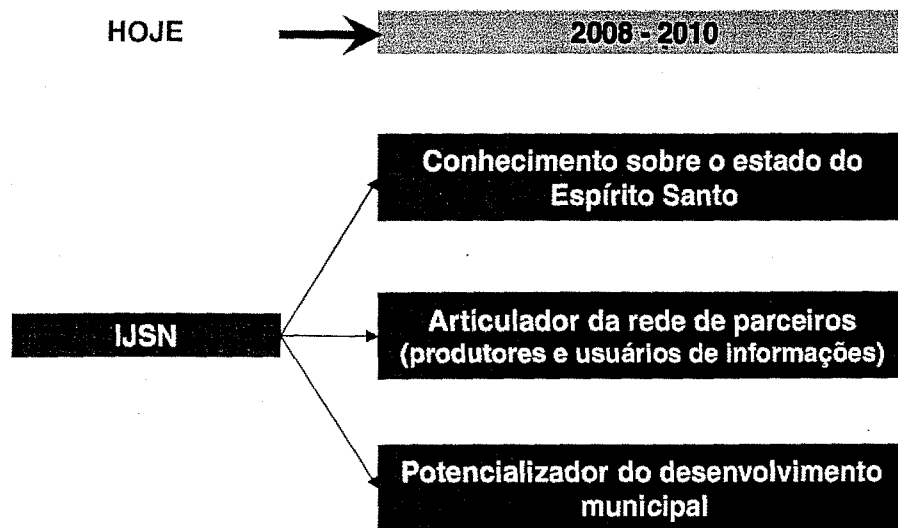 HOJE
2008 - 2010
Conhecimento sobre o estado do
Espírito Santo
IJSN
Articulador da rede de parceiros
(produtores e usuários de informações)
Potencializador do desenvolvimento
municipal